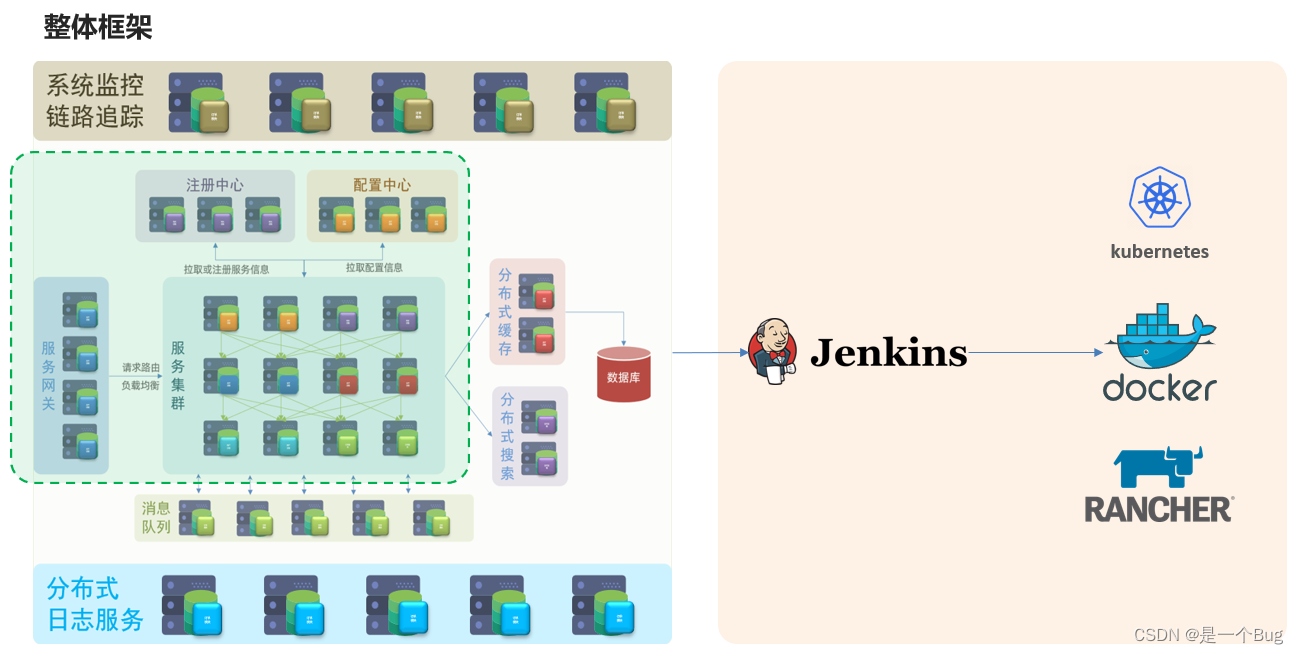 整体框架
系统监控
链路追踪
注册中心
配置中心
拉取或注册服务信息
拉取配置信息
服务网关
请求路由
负载均衡
服务集群
分布式缓存
数据库
分布式搜索
消息
队列
分布式
日志服务
Jenkins
kubernetes
docker
RANCHER
CSDN @是一个Bug